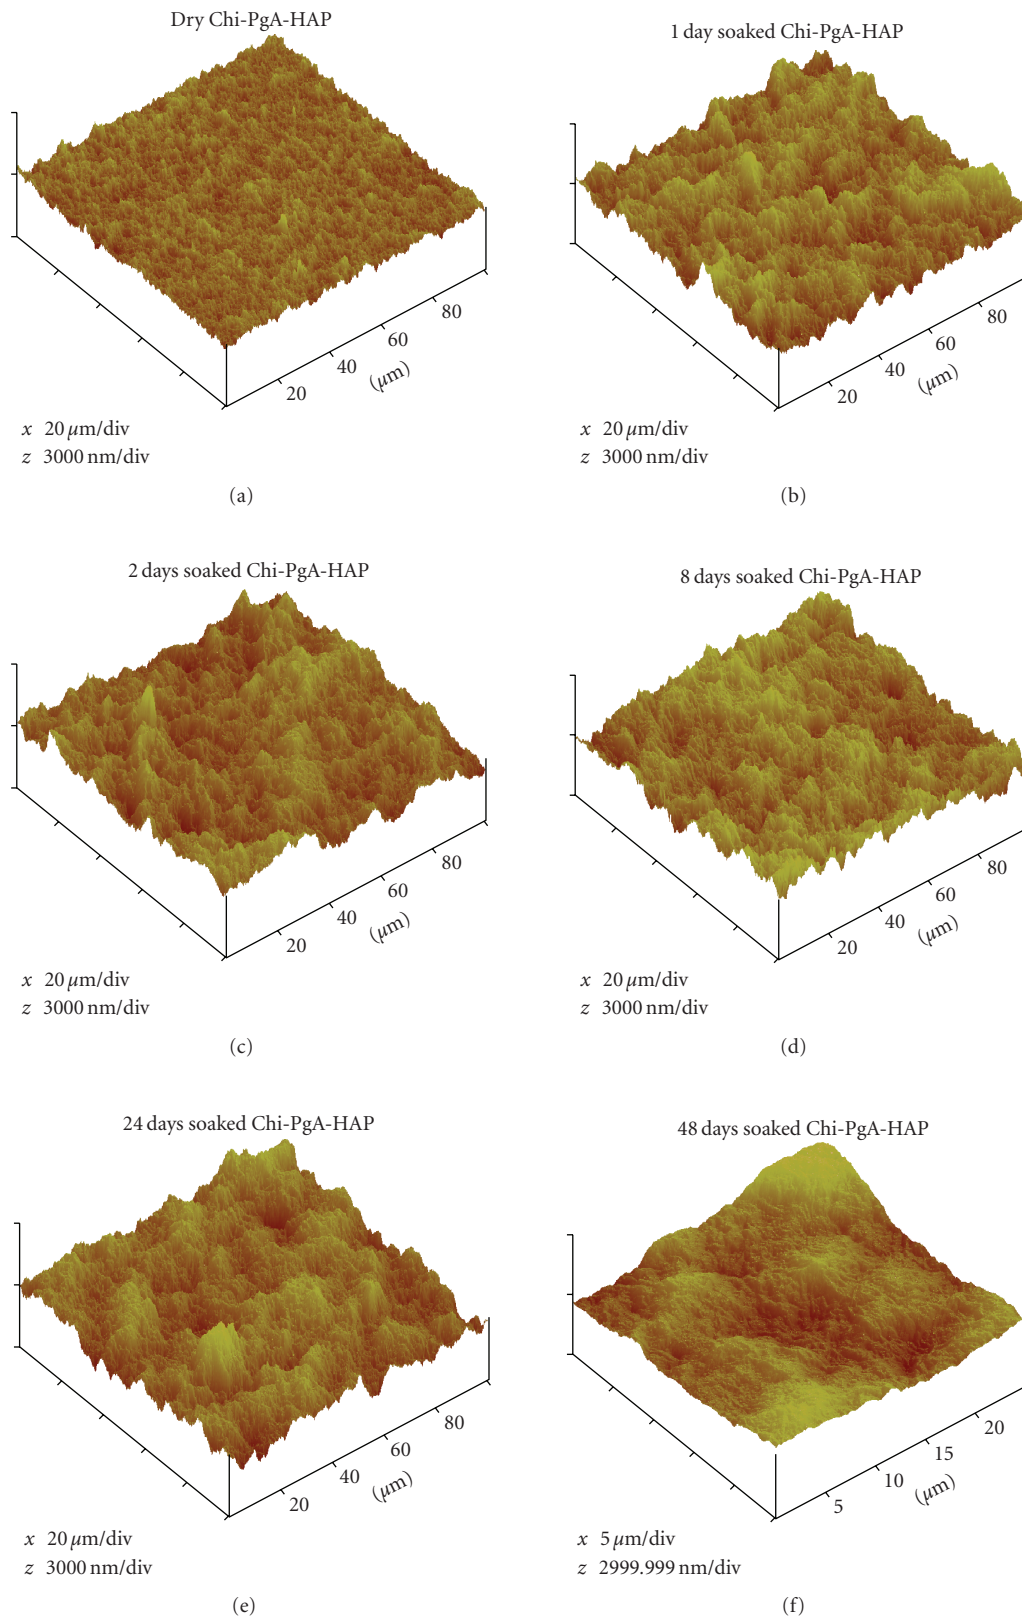 Dry Chi-PgA-HAP
80
60
40
20
(μm)
x 20 μm/div
z 3000 nm/div
(a)
1 day soaked Chi-PgA-HAP
80
60
40
20
(μm)
x 20 μm/div
z 3000 nm/div
(b)
2 days soaked Chi-PgA-HAP
80
60
40
20
(μm)
x 20 μm/div
z 3000 nm/div
(c)
8 days soaked Chi-PgA-HAP
80
60
40
20
(μm)
x 20 μm/div
z 3000 nm/div
(d)
24 days soaked Chi-PgA-HAP
80
60
40
20
(μm)
x 20 μm/div
z 3000 nm/div
(e)
48 days soaked Chi-PgA-HAP
20
15
10
5
(μm)
x 5 μm/div
z 2999.999 nm/div
(f)